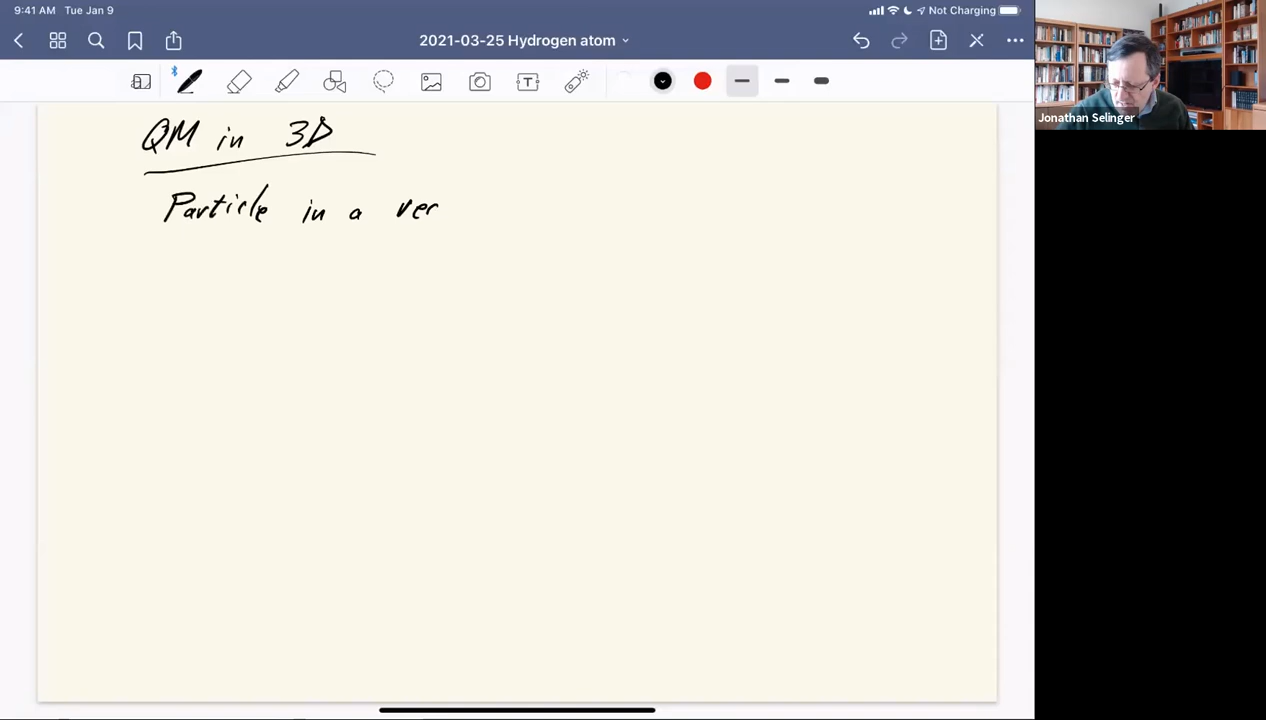 9:41 AM Tue Jan 9
Not Charging
2021-03-25 Hydrogen atom
Jonathan Selinger
QM in 3D
Particle in a ver